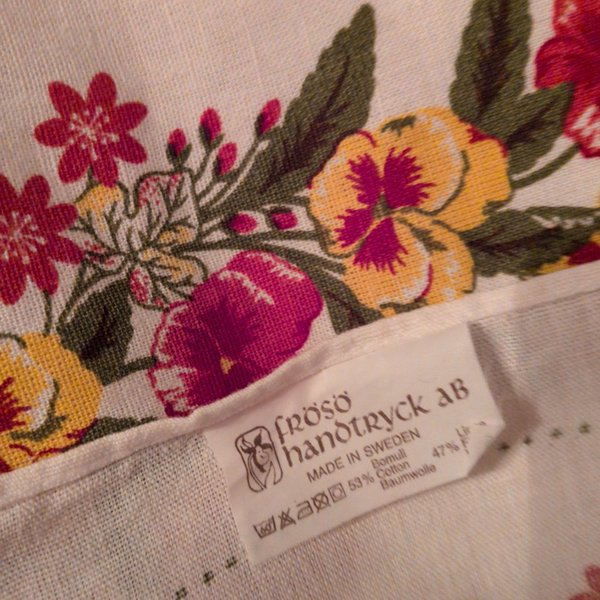 frösö
handtryck AB
MADE IN SWEDEN
Bomull
53% Cotton 47%
Baumwolle